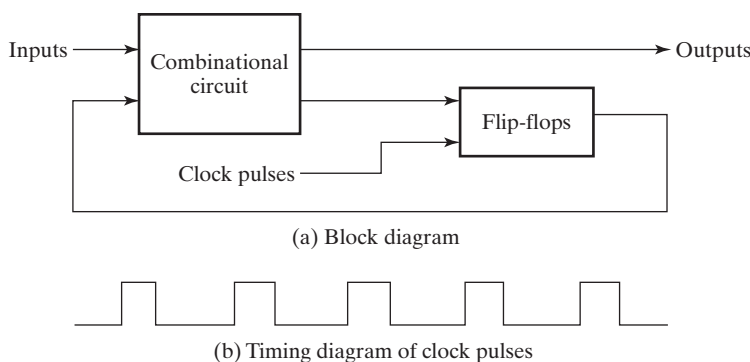 Inputs
Combinational
circuit
Outputs
Flip-flops
Clock pulses
(a) Block diagram
(b) Timing diagram of clock pulses